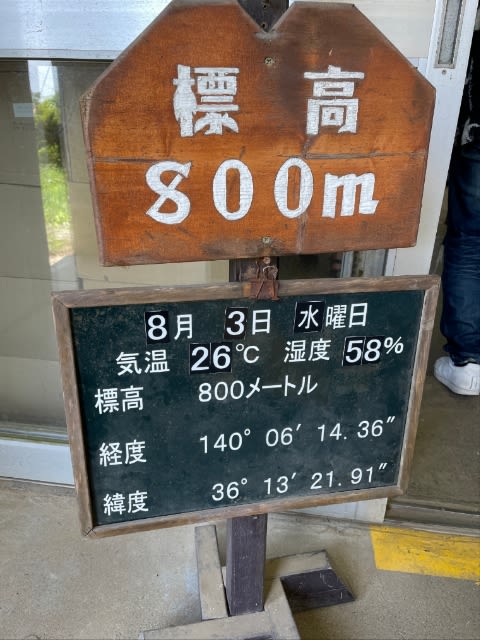 標高
800m
8月 3日 水曜日
気温 26℃ 湿度 58%
標高 800メートル
経度 140° 06′ 14.36″
緯度 36° 13′ 21.91″